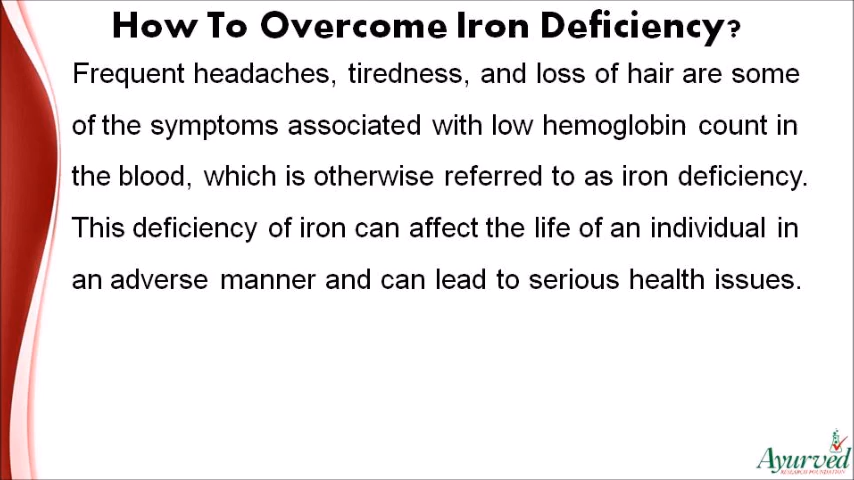 How To Overcome Iron Deficiency?
Frequent headaches, tiredness, and loss of hair are some
of the symptoms associated with low hemoglobin count in
the blood, which is otherwise referred to as iron deficiency.
This deficiency of iron can affect the life of an individual in
an adverse manner and can lead to serious health issues.
Ayurved
RESEARCH FOUNDATION